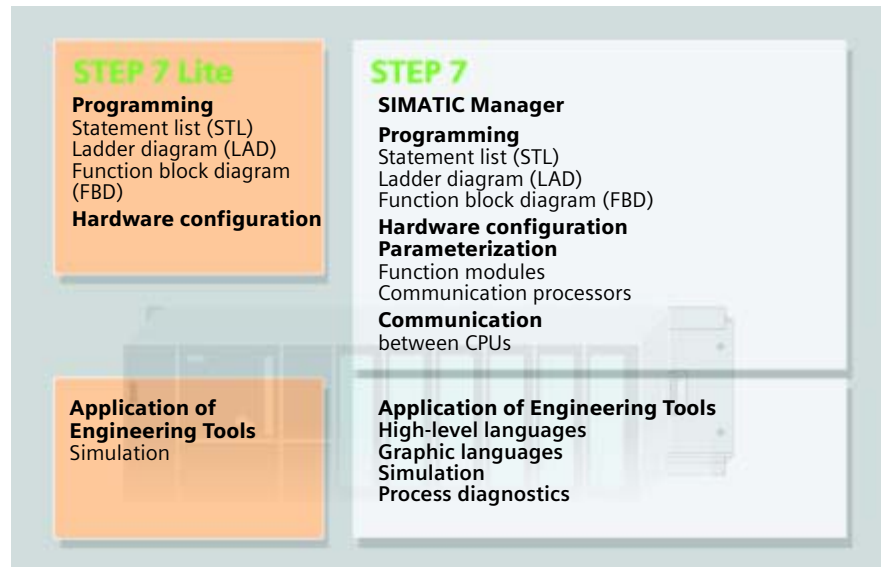 STEP 7 Lite
Programming
Statement list (STL)
Ladder diagram (LAD)
Function block diagram
(FBD)
Hardware configuration
STEP 7
SIMATIC Manager
Programming
Statement list (STL)
Ladder diagram (LAD)
Function block diagram (FBD)
Hardware configuration
Parameterization
Function modules
Communication processors
Communication
between CPUs
Application of
Engineering Tools
Simulation
Application of Engineering Tools
High-level languages
Graphic languages
Simulation
Process diagnostics